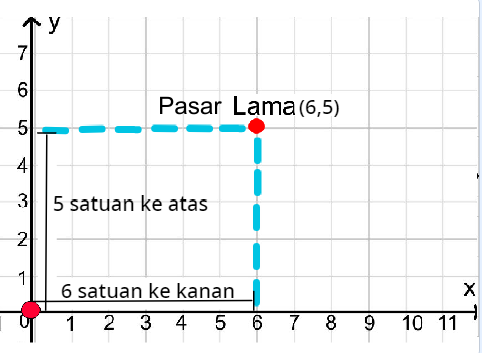 y
7
6
Pasar Lama (6,5)
5
4
5 satuan ke atas
3
2
1
6 satuan ke kanan
x
0 1 2 3 4 5 6 7 8 9 10 11